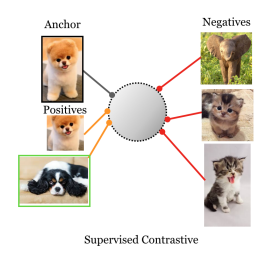 Anchor
Negatives
Positives
Supervised Contrastive